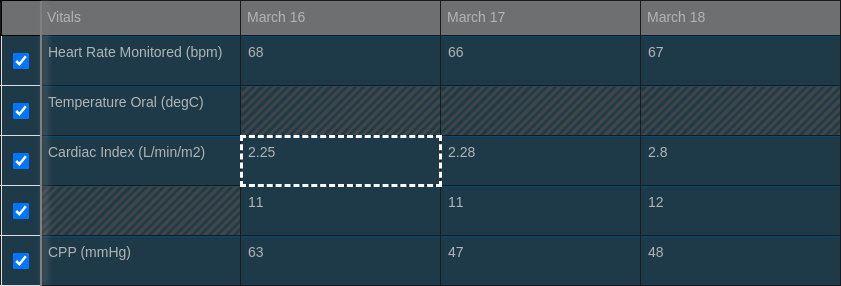 Vitals March 16 March 17 March 18
Heart Rate Monitored (bpm) 68 66 67
Temperature Oral (degC)
Cardiac Index (L/min/m2) 2.25 2.28 2.8
11 11 12
CPP (mmHg) 63 47 48